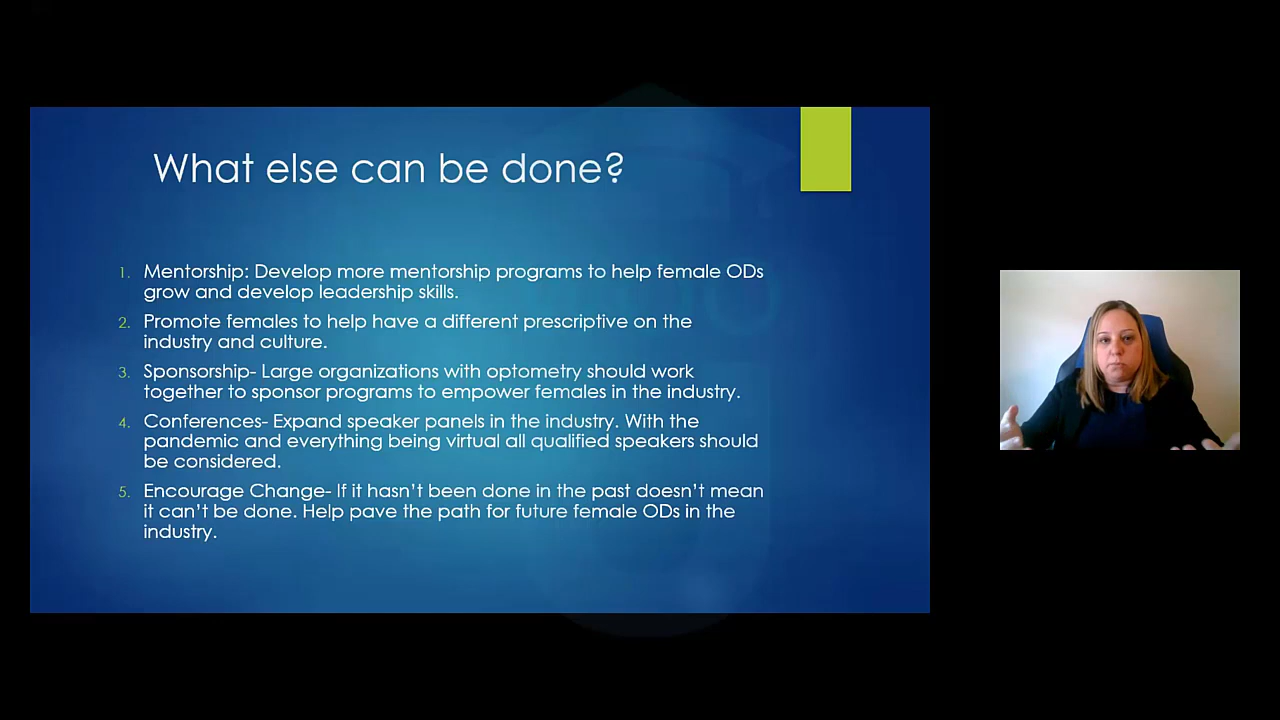 What else can be done?
1. Mentorship: Develop more mentorship programs to help female ODs
grow and develop leadership skills.
2. Promote females to help have a different prescriptive on the
industry and culture.
3. Sponsorship- Large organizations with optometry should work
together to sponsor programs to empower females in the industry.
4. Conferences- Expand speaker panels in the industry. With the
pandemic and everything being virtual all qualified speakers should
be considered.
5. Encourage Change- If it hasn’t been done in the past doesn’t mean
it can’t be done. Help pave the path for future female ODs in the
industry.